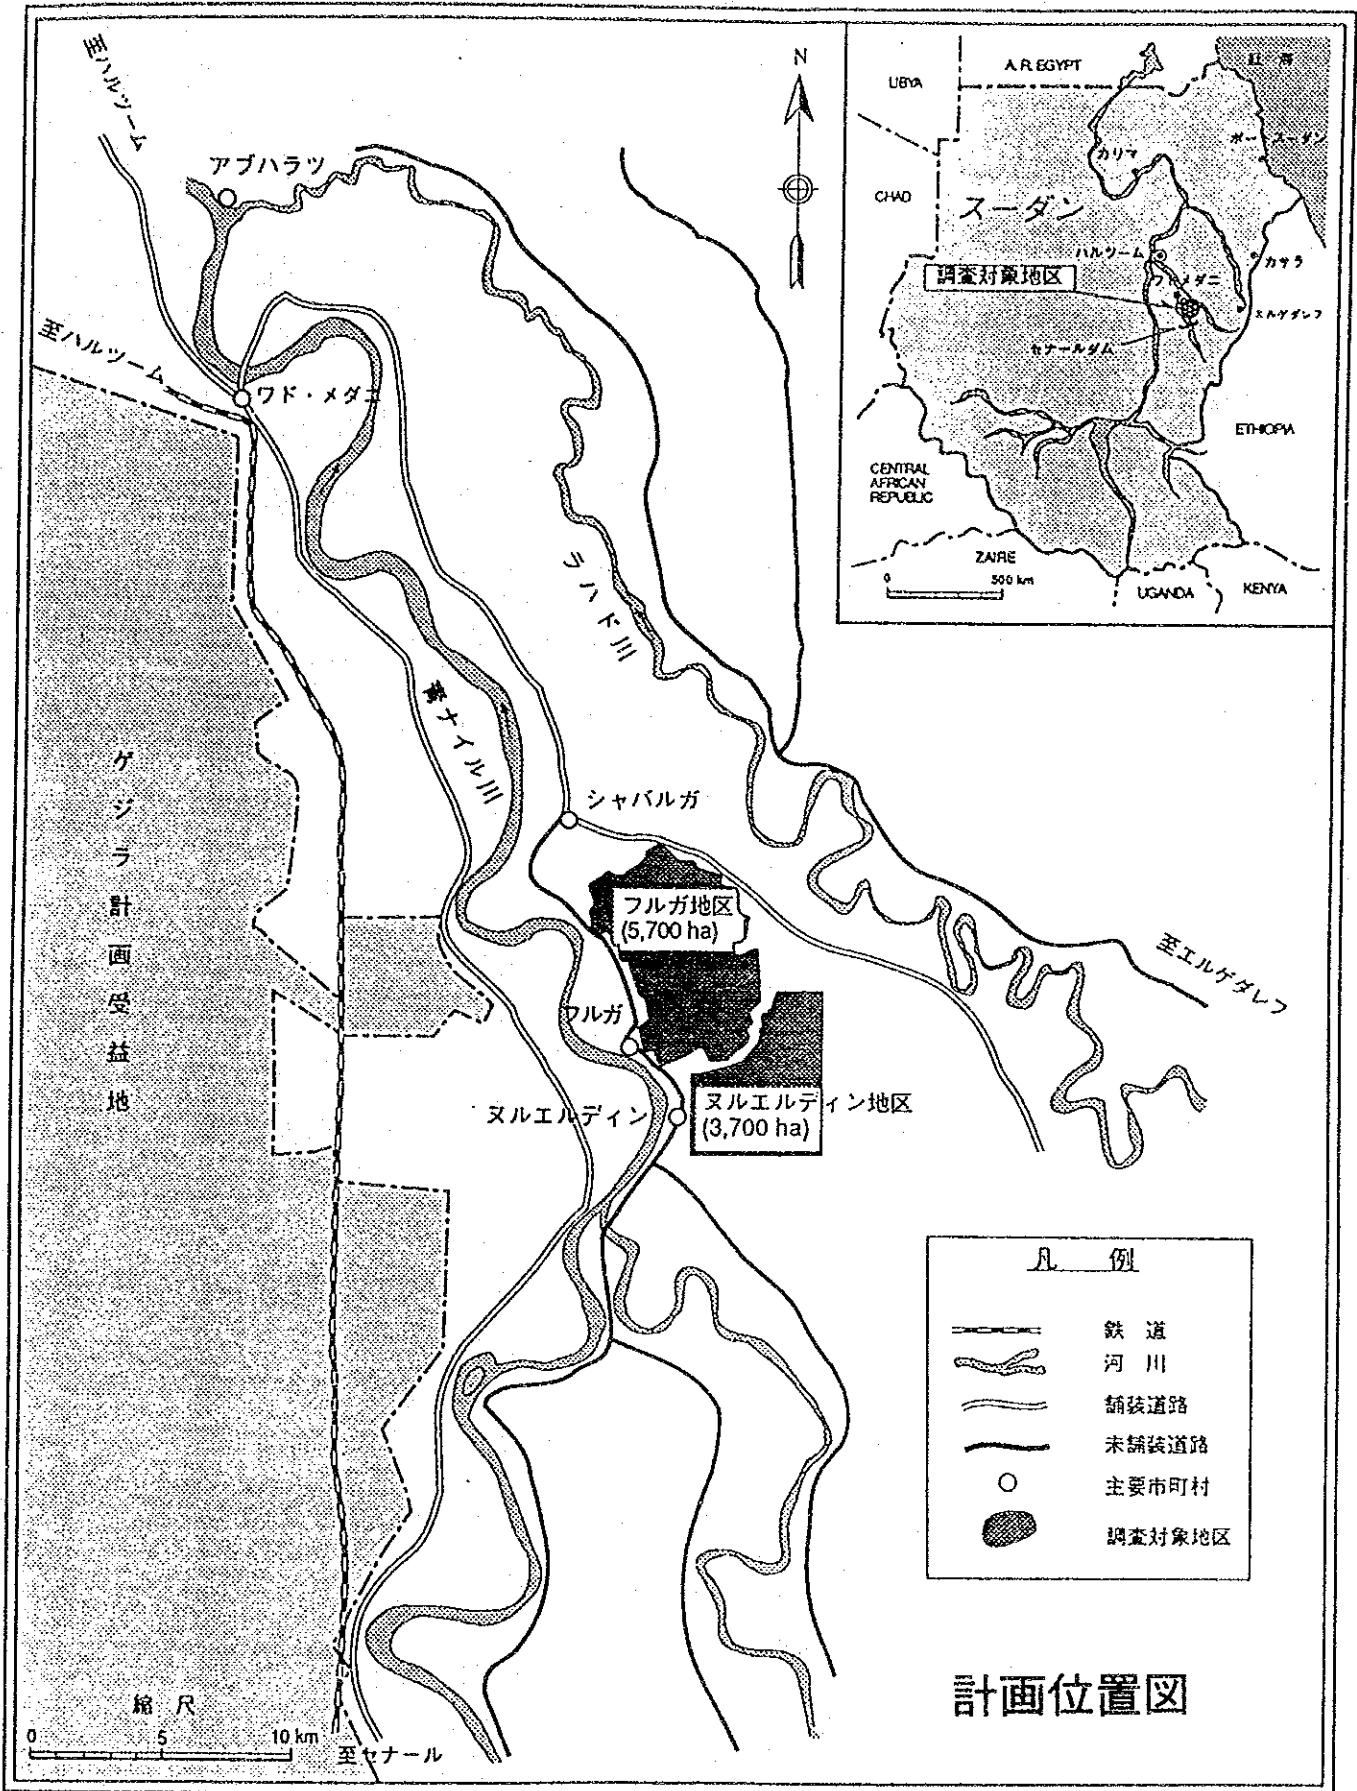 至ハルツーム
アブハラツ
N
至ハルツーム
ワド・メダニ
ラハド川
青ナイル川
ゲジラ計画受益地
シャバルガ
フルガ地区
(5,700 ha)
フルガ
ヌルエルディン
ヌルエルディン地区
(3,700 ha)
至エルゲダレフ
至セナール
縮尺
0 5 10 km
LIBYA
A.R.EGYPT
紅海
ポートスーダン
カリマ
CHAD
スーダン
ハルツーム
カサラ
調査対象地区
ワドメダニ
エルゲダレフ
セナールダム
ETHIOPIA
CENTRAL
AFRICAN
REPUBLIC
ZAIRE
0 500 km
UGANDA
KENYA
凡例
鉄道
河川
舗装道路
未舗装道路
主要市町村
調査対象地区
計画位置図